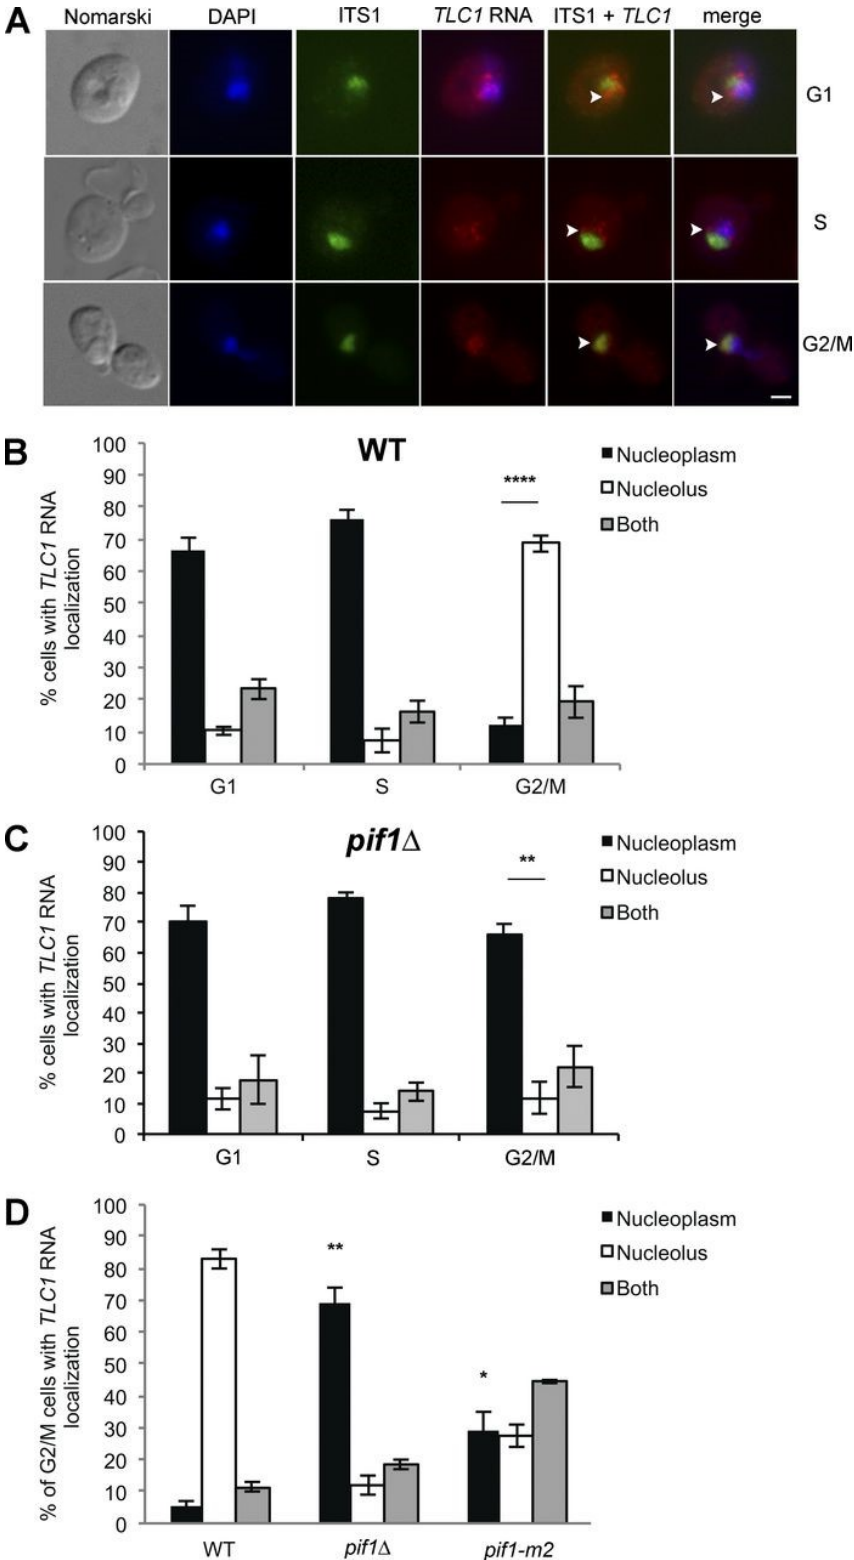 A
Nomarski DAPI ITS1 TLC1 RNA ITS1 + TLC1 merge
G1
S
G2/M
B
WT
% cells with TLC1 RNA
localization
100
90
80
70
60
50
40
30
20
10
0
****
Nucleoplasm
Nucleolus
Both
G1 S G2/M
C
pif1Δ
% cells with TLC1 RNA
localization
100
90
80
70
60
50
40
30
20
10
0
**
Nucleoplasm
Nucleolus
Both
G1 S G2/M
D
% of G2/M cells with TLC1 RNA
localization
100
90
80
70
60
50
40
30
20
10
0
**
*
Nucleoplasm
Nucleolus
Both
WT pif1Δ pif1-m2